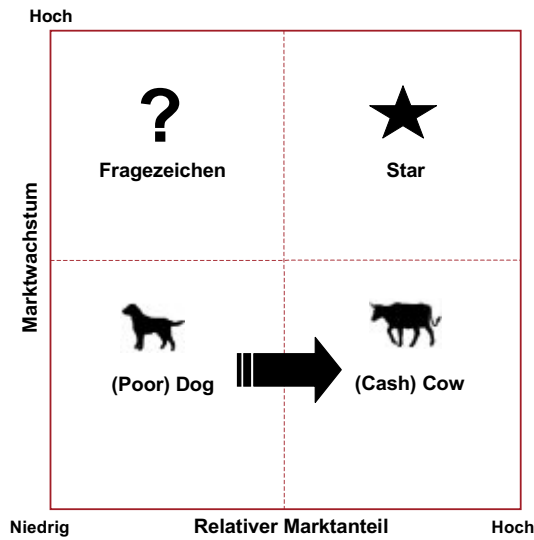 Hoch
?
Fragezeichen
Star
Marktwachstum
(Poor) Dog
(Cash) Cow
Niedrig
Relativer Marktanteil
Hoch